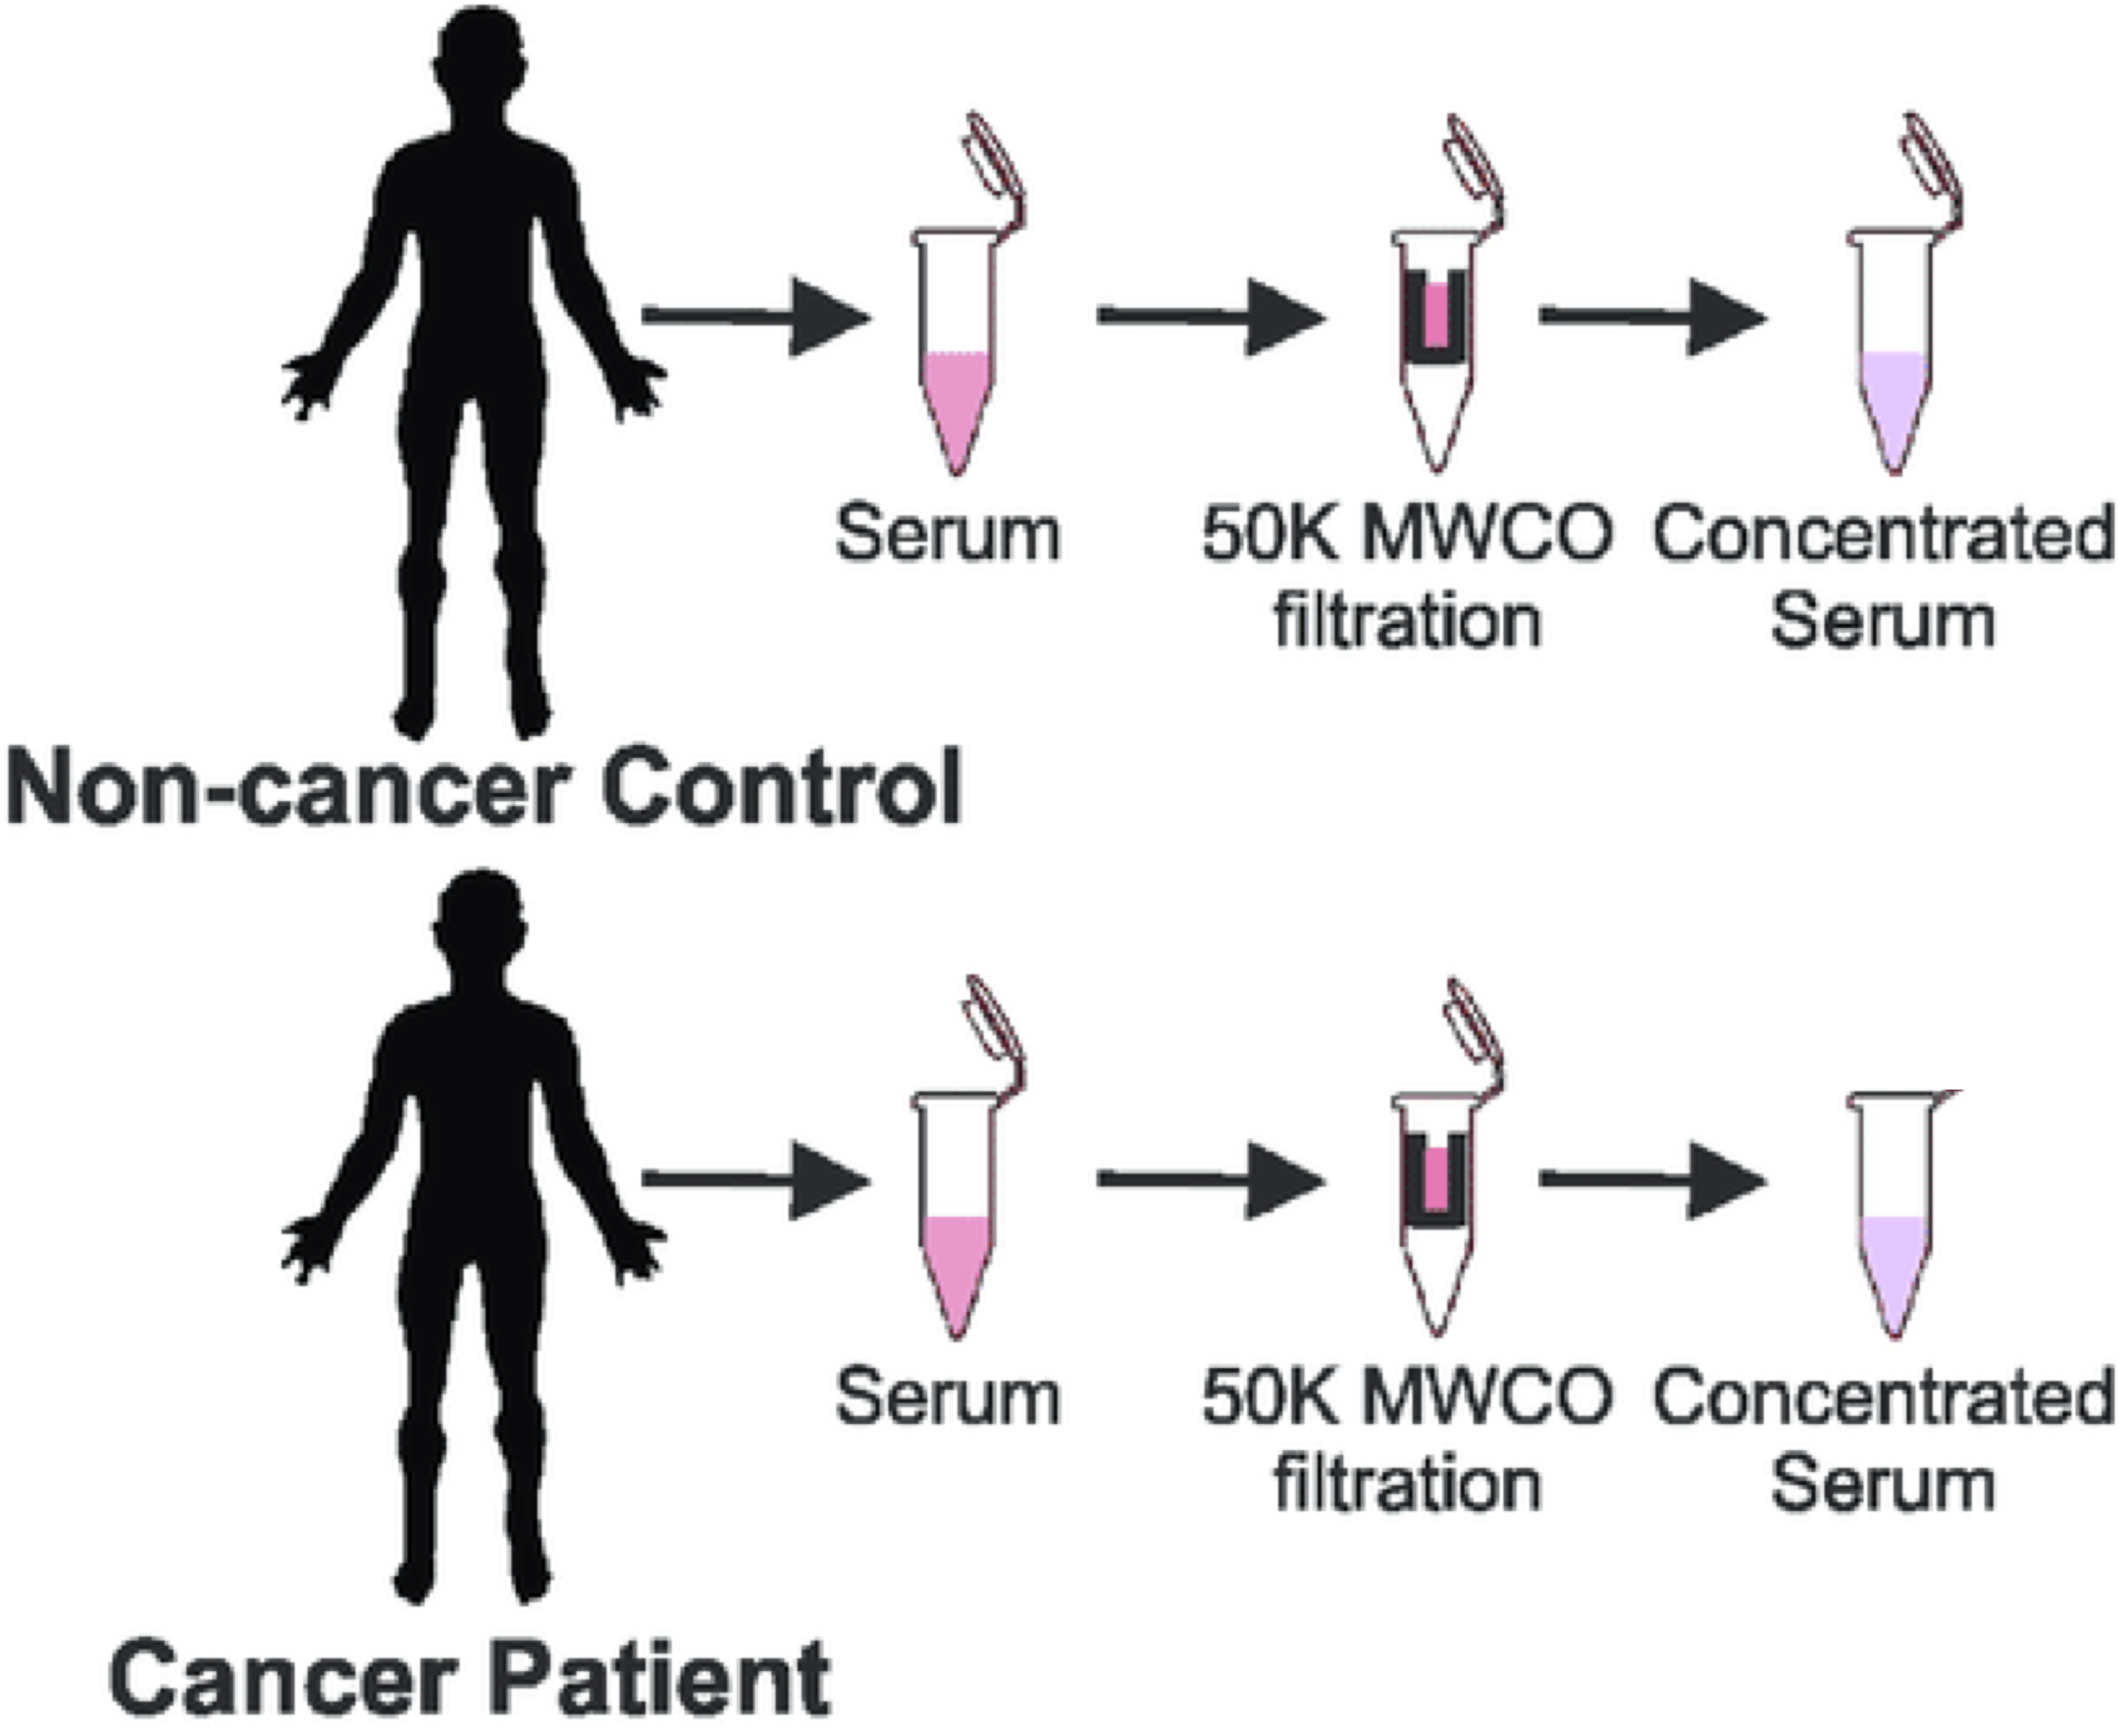 Serum
50K MWCO
filtration
Concentrated
Serum
Non-cancer Control
Serum
50K MWCO
filtration
Concentrated
Serum
Cancer Patient